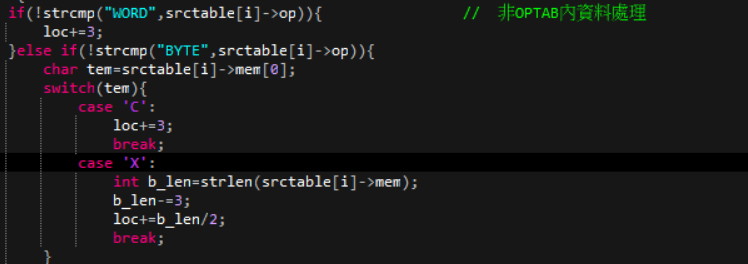 if(!strcmp("WORD",srctable[i]->op)){ // 非OPTAB內資料處理
loc+=3;
}else if(!strcmp("BYTE",srctable[i]->op)){
char tem=srctable[i]->mem[0];
switch(tem){
case 'C':
loc+=3;
break;
case 'X':
int b_len=strlen(srctable[i]->mem);
b_len-=3;
loc+=b_len/2;
break;
}